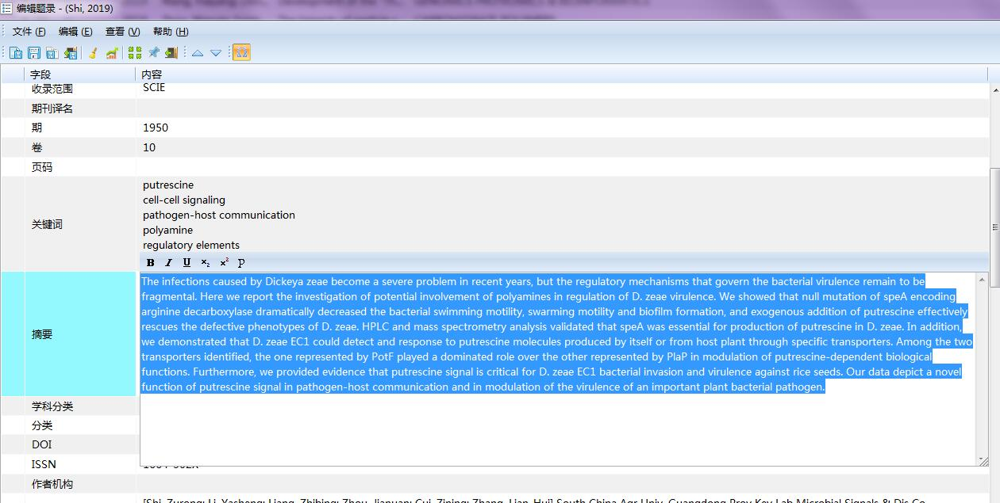 编辑题录 - (Shi, 2019)
文件 (F) 编辑 (E) 查看 (V) 帮助 (H)
字段 内容
收录范围 SCIE
期刊译名
期 1950
卷 10
页码
关键词
putrescine
cell-cell signaling
pathogen-host communication
polyamine
regulatory elements
B I U x₂ x² P
摘要
The infections caused by Dickeya zeae become a severe problem in recent years, but the regulatory mechanisms that govern the bacterial virulence remain to be
fragmental. Here we report the investigation of potential involvement of polyamines in regulation of D. zeae virulence. We showed that null mutation of speA encoding
arginine decarboxylase dramatically decreased the bacterial swimming motility, swarming motility and biofilm formation, and exogenous addition of putrescine effectively
rescues the defective phenotypes of D. zeae. HPLC and mass spectrometry analysis validated that speA was essential for production of putrescine in D. zeae. In addition,
we demonstrated that D. zeae EC1 could detect and response to putrescine molecules produced by itself or from host plant through specific transporters. Among the two
transporters identified, the one represented by PotF played a dominated role over the other represented by PlaP in modulation of putrescine-dependent biological
functions. Furthermore, we provided evidence that putrescine signal is critical for D. zeae EC1 bacterial invasion and virulence against rice seeds. Our data depict a novel
function of putrescine signal in pathogen-host communication and in modulation of the virulence of an important plant bacterial pathogen.
学科分类
分类
DOI
ISSN
作者机构
[Shi, Zurong; Li, Yasheng; Liang, Zhibing; Zhou, Jianuan; Cui, Zining; Zhang, Lian-Hui] South China Agr Univ, Guangdong Prov Key Lab Microbial Signals & Dis Co